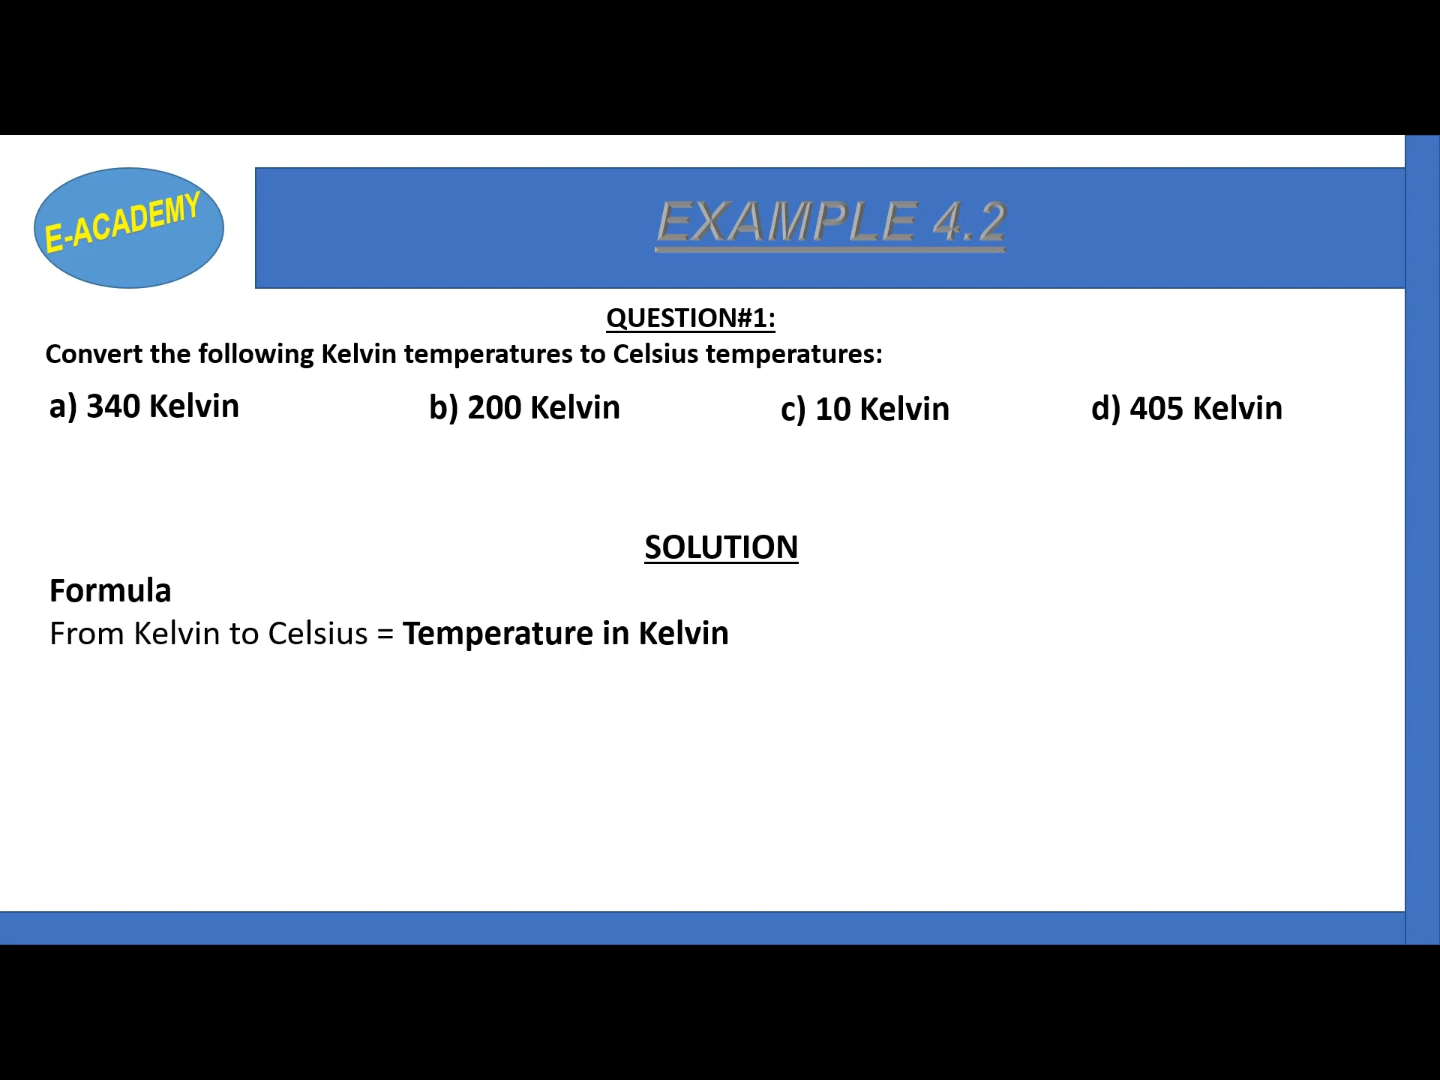 E-ACADEMY
EXAMPLE 4.2
QUESTION#1:
Convert the following Kelvin temperatures to Celsius temperatures:
a) 340 Kelvin b) 200 Kelvin c) 10 Kelvin d) 405 Kelvin
SOLUTION
Formula
From Kelvin to Celsius = Temperature in Kelvin